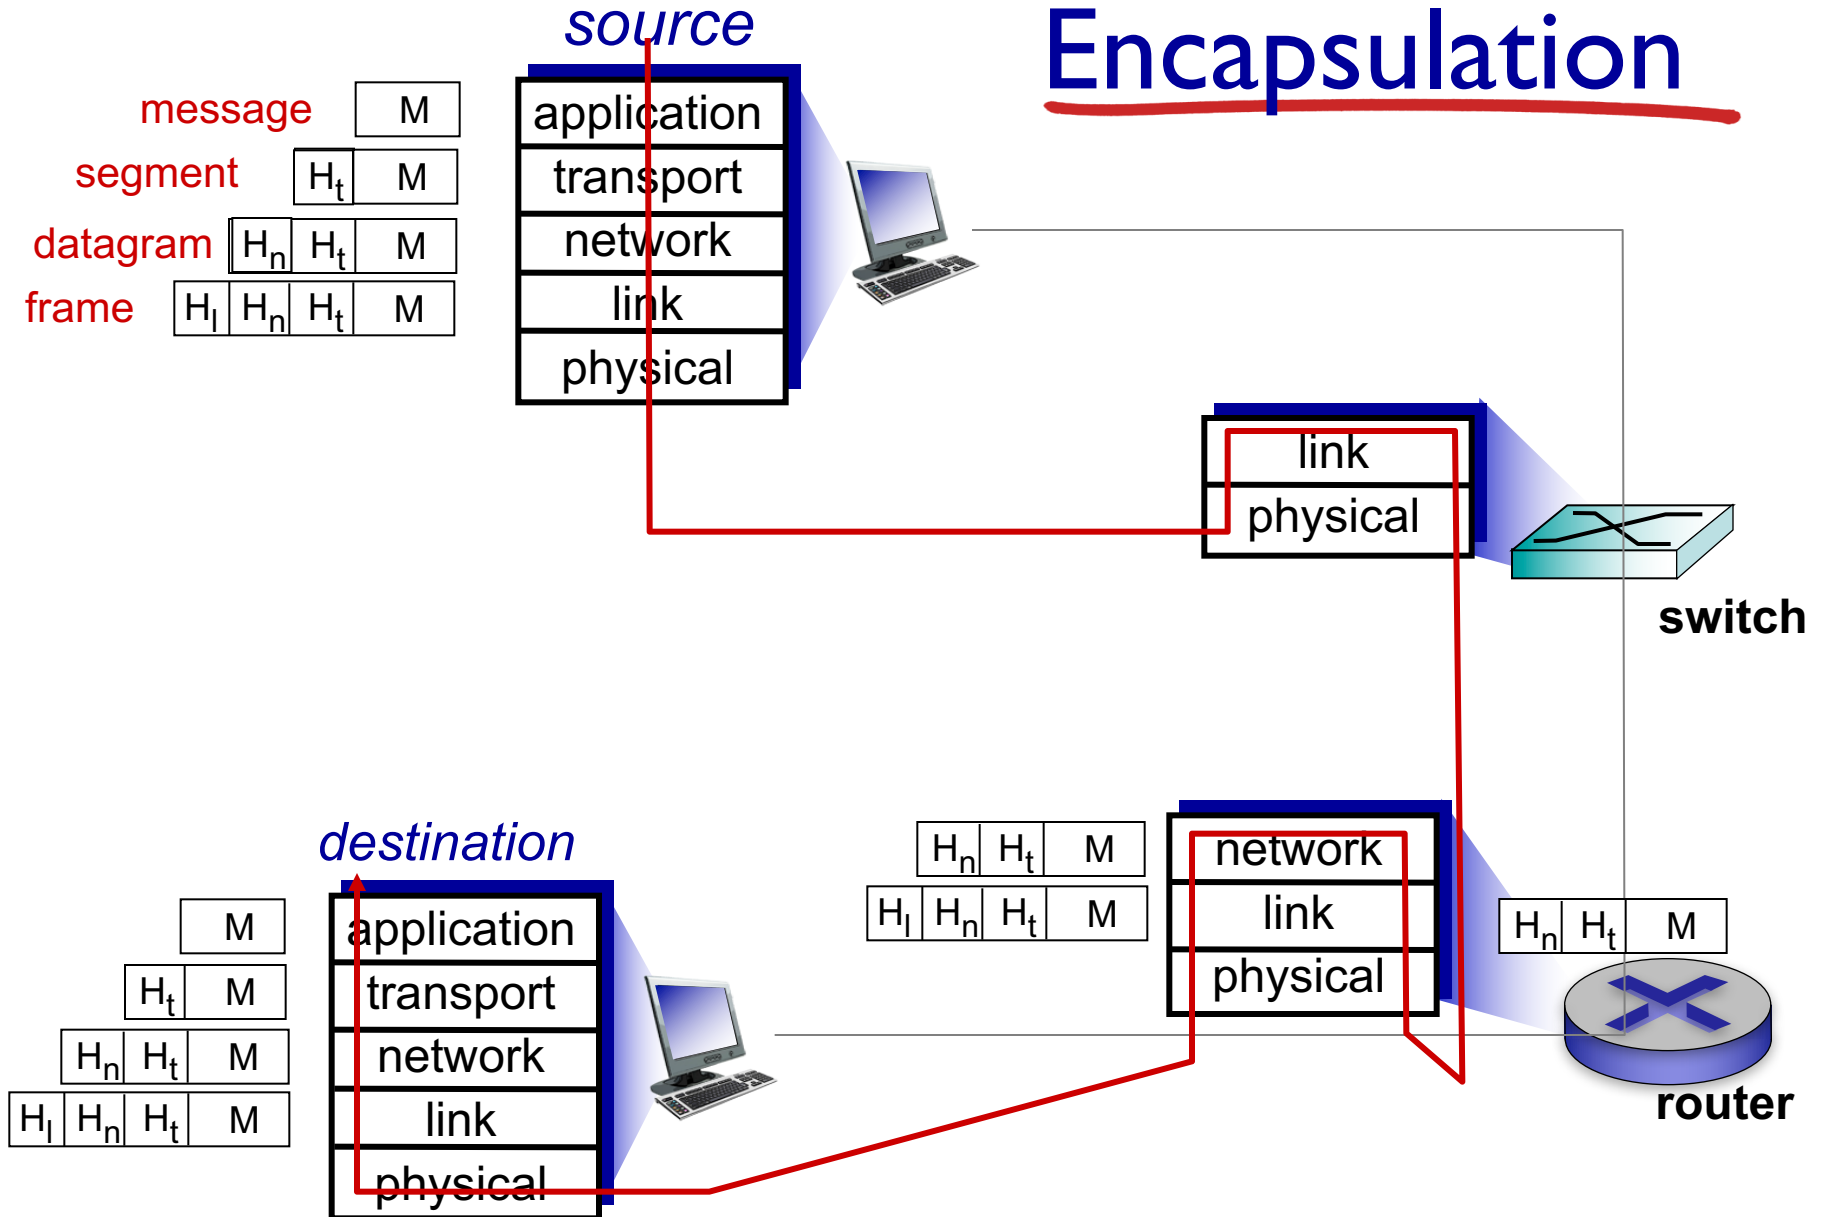 source
Encapsulation
message M
segment Ht M
datagram Hn Ht M
frame Hl Hn Ht M
application
transport
network
link
physical
link
physical
switch
destination
M
Ht M
Hn Ht M
Hl Hn Ht M
application
transport
network
link
physical
Hn Ht M
Hl Hn Ht M
network
link
physical
Hn Ht M
router